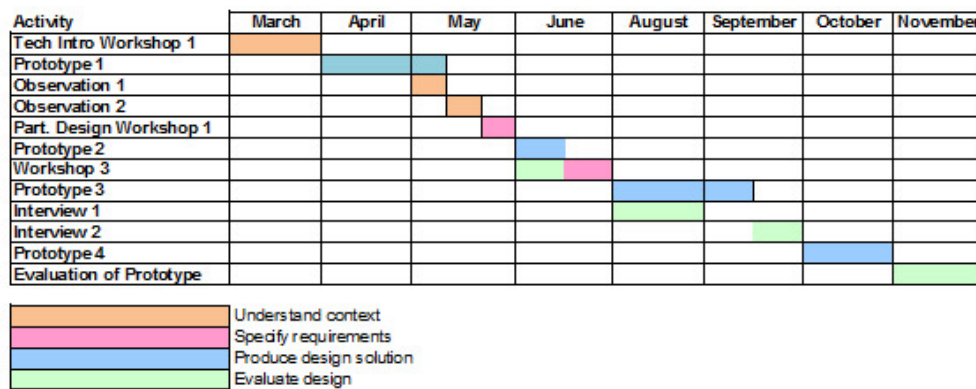 Activity March April May June August September October November
Tech Intro Workshop 1
Prototype 1
Observation 1
Observation 2
Part. Design Workshop 1
Prototype 2
Workshop 3
Prototype 3
Interview 1
Interview 2
Prototype 4
Evaluation of Prototype
Understand context
Specify requirements
Produce design solution
Evaluate design